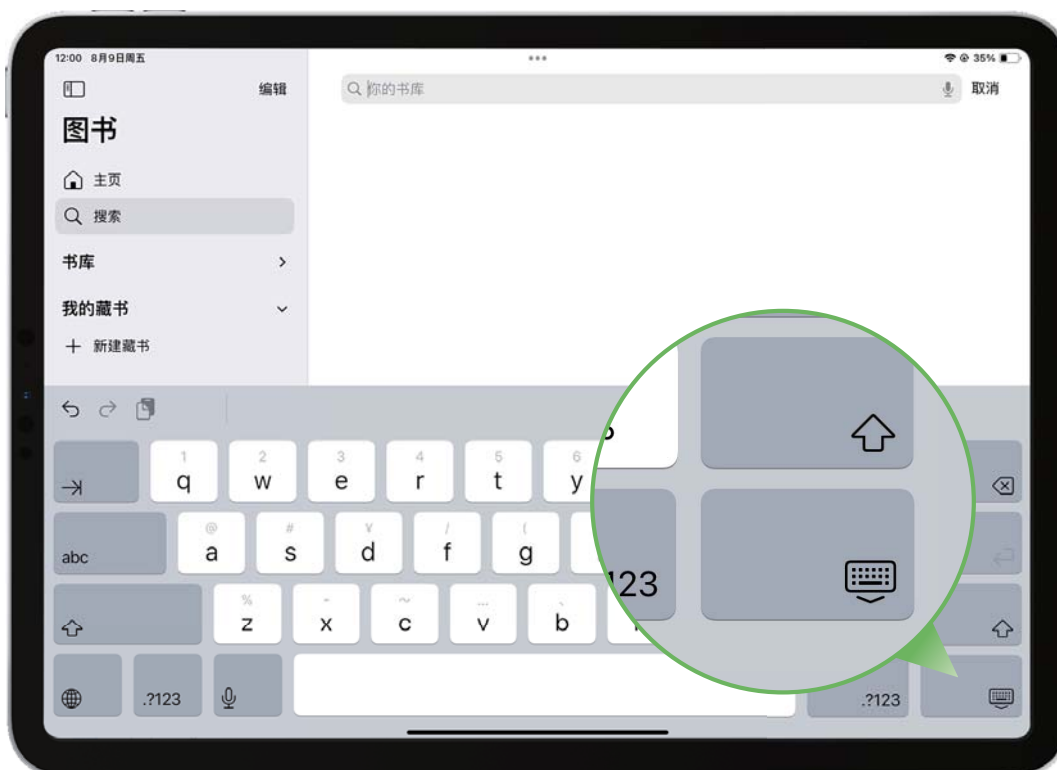 12:00 8月9日周五
35%
编辑
你的书库
取消
图书
主页
搜索
书库
我的藏书
新建藏书
1 2 3 4 5 6
q w e r t y
@ # ¥ / (
abc a s d f g
% - ~ ... 、
z x c v b
123
.?123 .?123